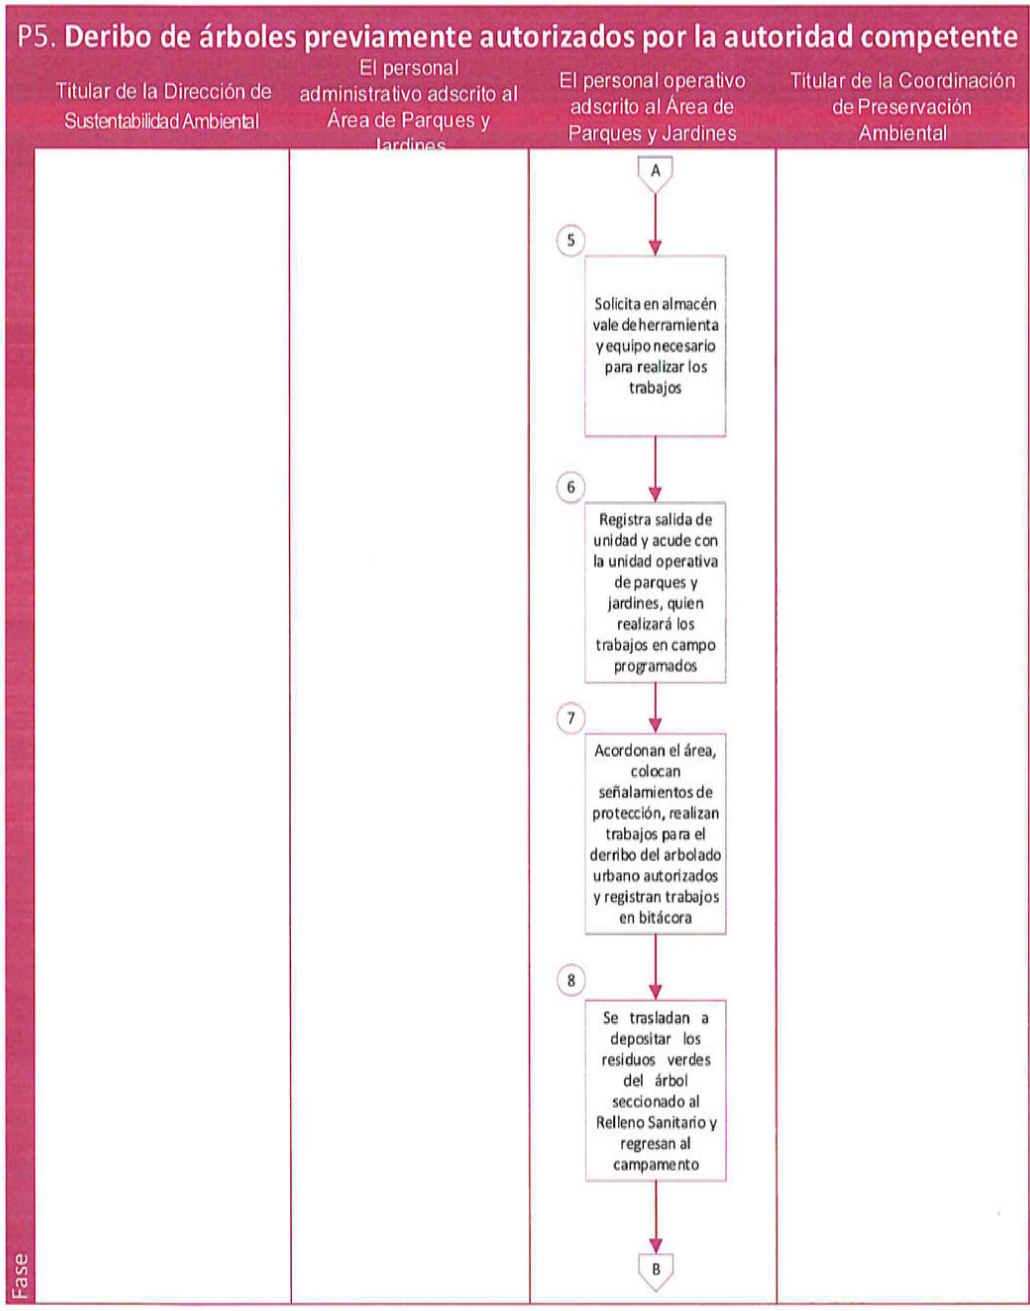 P5. Deribo de árboles previamente autorizados por la autoridad competente
Titular de la Dirección de
Sustentabilidad Ambiental
El personal
administrativo adscrito al
Área de Parques y
Jardines
El personal operativo
adscrito al Área de
Parques y Jardines
Titular de la Coordinación
de Preservación
Ambiental
A
5
Solicita en almacén
vale de herramienta
y equipo necesario
para realizar los
trabajos
6
Registra salida de
unidad y acude con
la unidad operativa
de parques y
jardines, quien
realizará los
trabajos en campo
programados
7
Acordonan el área,
colocan
señalamientos de
protección, realizan
trabajos para el
derribo del arbolado
urbano autorizados
y registran trabajos
en bitácora
8
Se trasladan a
depositar los
residuos verdes
del árbol
seccionado al
Relleno Sanitario y
regresan al
campamento
B
Fase